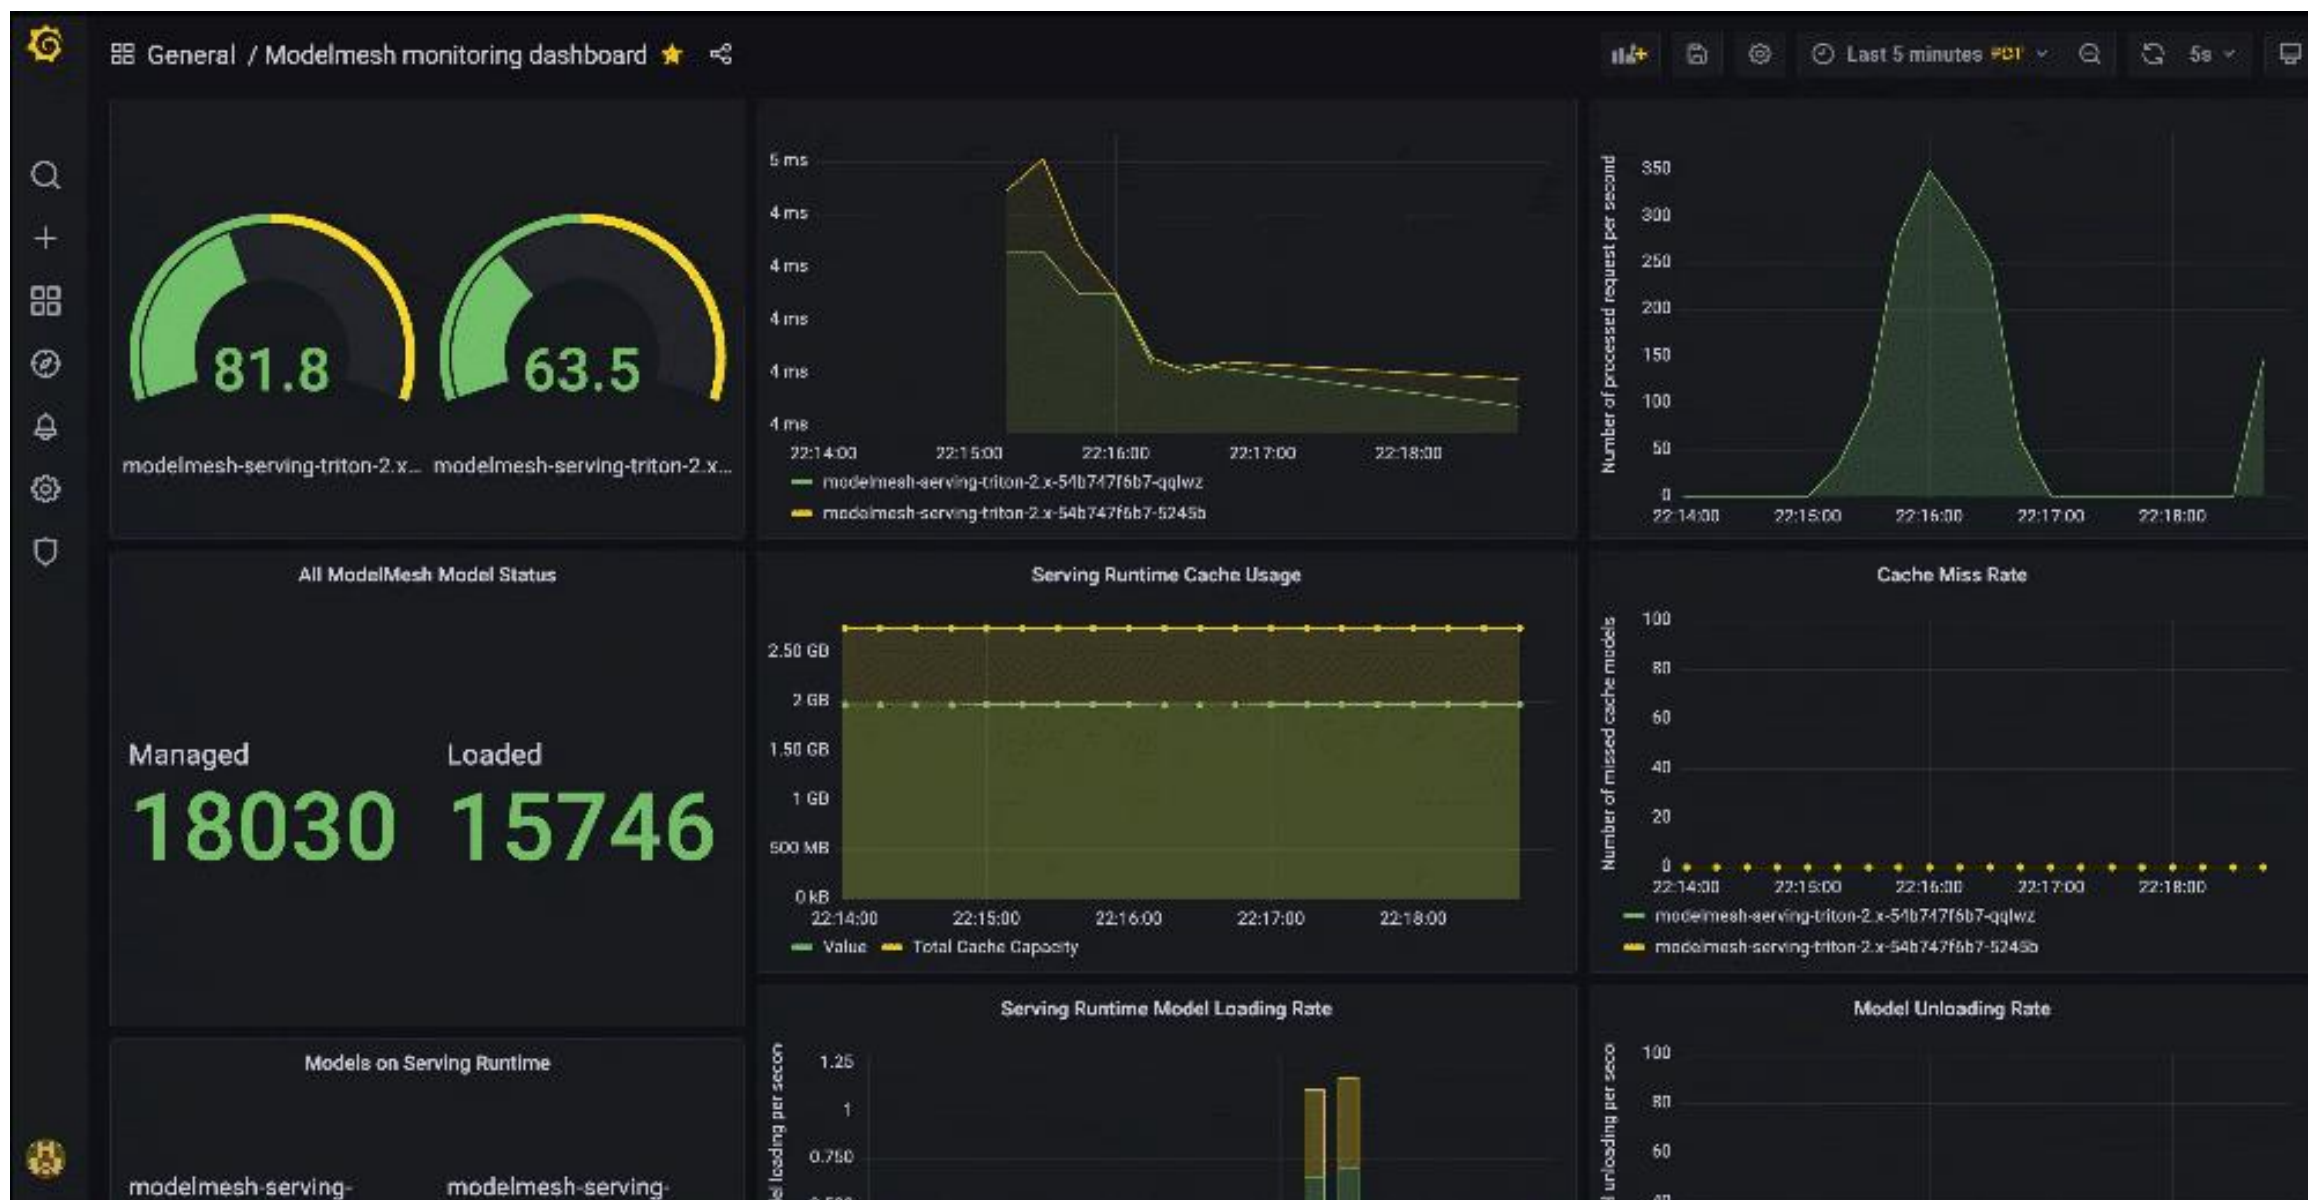 General / Modelmesh monitoring dashboard
Last 5 minutes PDT
5s
81.8
63.5
modelmesh-serving-triton-2.x...
modelmesh-serving-triton-2.x...
5 ms
4 ms
4 ms
4 ms
4 ms
4 ms
22:14:00 22:15:00 22:16:00 22:17:00 22:18:00
modelmesh-serving-triton-2.x-54b747f6b7-qqlwz
modelmesh-serving-triton-2.x-54b747f6b7-5245b
Number of processed request per second
350
300
250
200
150
100
50
0
22:14:00 22:15:00 22:16:00 22:17:00 22:18:00
All ModelMesh Model Status
Managed
18030
Loaded
15746
Serving Runtime Cache Usage
2.50 GB
2 GB
1.50 GB
1 GB
500 MB
0 kB
22:14:00 22:15:00 22:16:00 22:17:00 22:18:00
Value Total Cache Capacity
Cache Miss Rate
Number of missed cache models
100
80
60
40
20
0
22:14:00 22:15:00 22:16:00 22:17:00 22:18:00
modelmesh-serving-triton-2.x-54b747f6b7-qqlwz
modelmesh-serving-triton-2.x-54b747f6b7-5245b
Models on Serving Runtime
modelmesh-serving-
modelmesh-serving-
Serving Runtime Model Loading Rate
loading per secon
1.25
1
0.750
Model Unloading Rate
unloading per seco
100
80
60